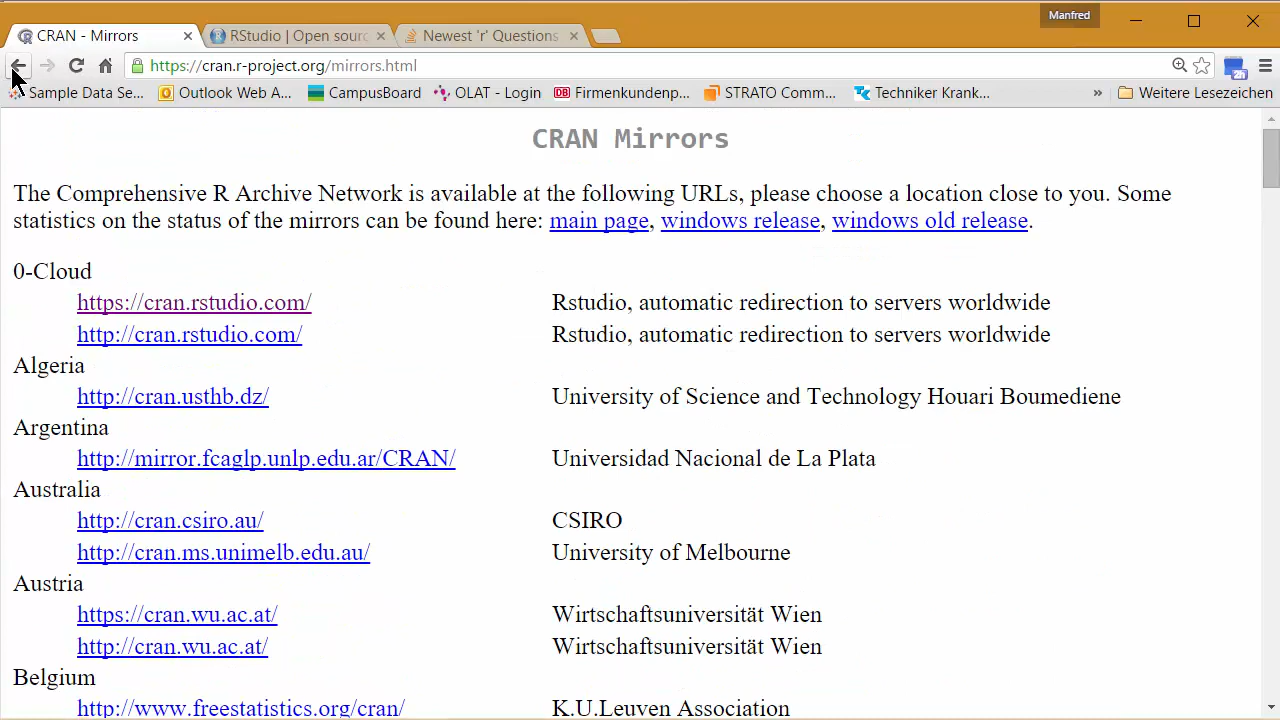 Manfred
CRAN - Mirrors
RStudio | Open sourc
Newest 'r' Questions
https://cran.r-project.org/mirrors.html
2h
Sample Data Se...
Outlook Web A...
CampusBoard
OLAT - Login
DB Firmenkundenp...
STRATO Comm...
Techniker Krank...
»
Weitere Lesezeichen
CRAN Mirrors
The Comprehensive R Archive Network is available at the following URLs, please choose a location close to you. Some
statistics on the status of the mirrors can be found here: main page, windows release, windows old release.
0-Cloud
https://cran.rstudio.com/ Rstudio, automatic redirection to servers worldwide
http://cran.rstudio.com/ Rstudio, automatic redirection to servers worldwide
Algeria
http://cran.usthb.dz/ University of Science and Technology Houari Boumediene
Argentina
http://mirror.fcaglp.unlp.edu.ar/CRAN/ Universidad Nacional de La Plata
Australia
http://cran.csiro.au/ CSIRO
http://cran.ms.unimelb.edu.au/ University of Melbourne
Austria
https://cran.wu.ac.at/ Wirtschaftsuniversität Wien
http://cran.wu.ac.at/ Wirtschaftsuniversität Wien
Belgium
http://www.freestatistics.org/cran/ K.U.Leuven Association